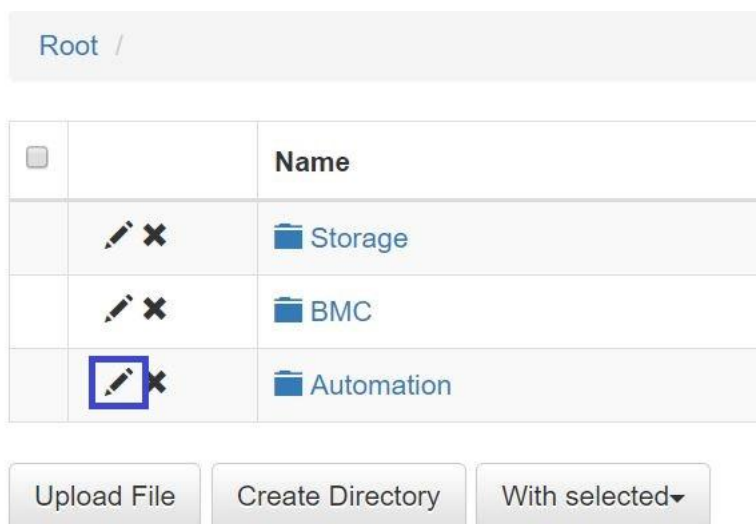 Root /
Name
Storage
BMC
Automation
Upload File Create Directory With selected